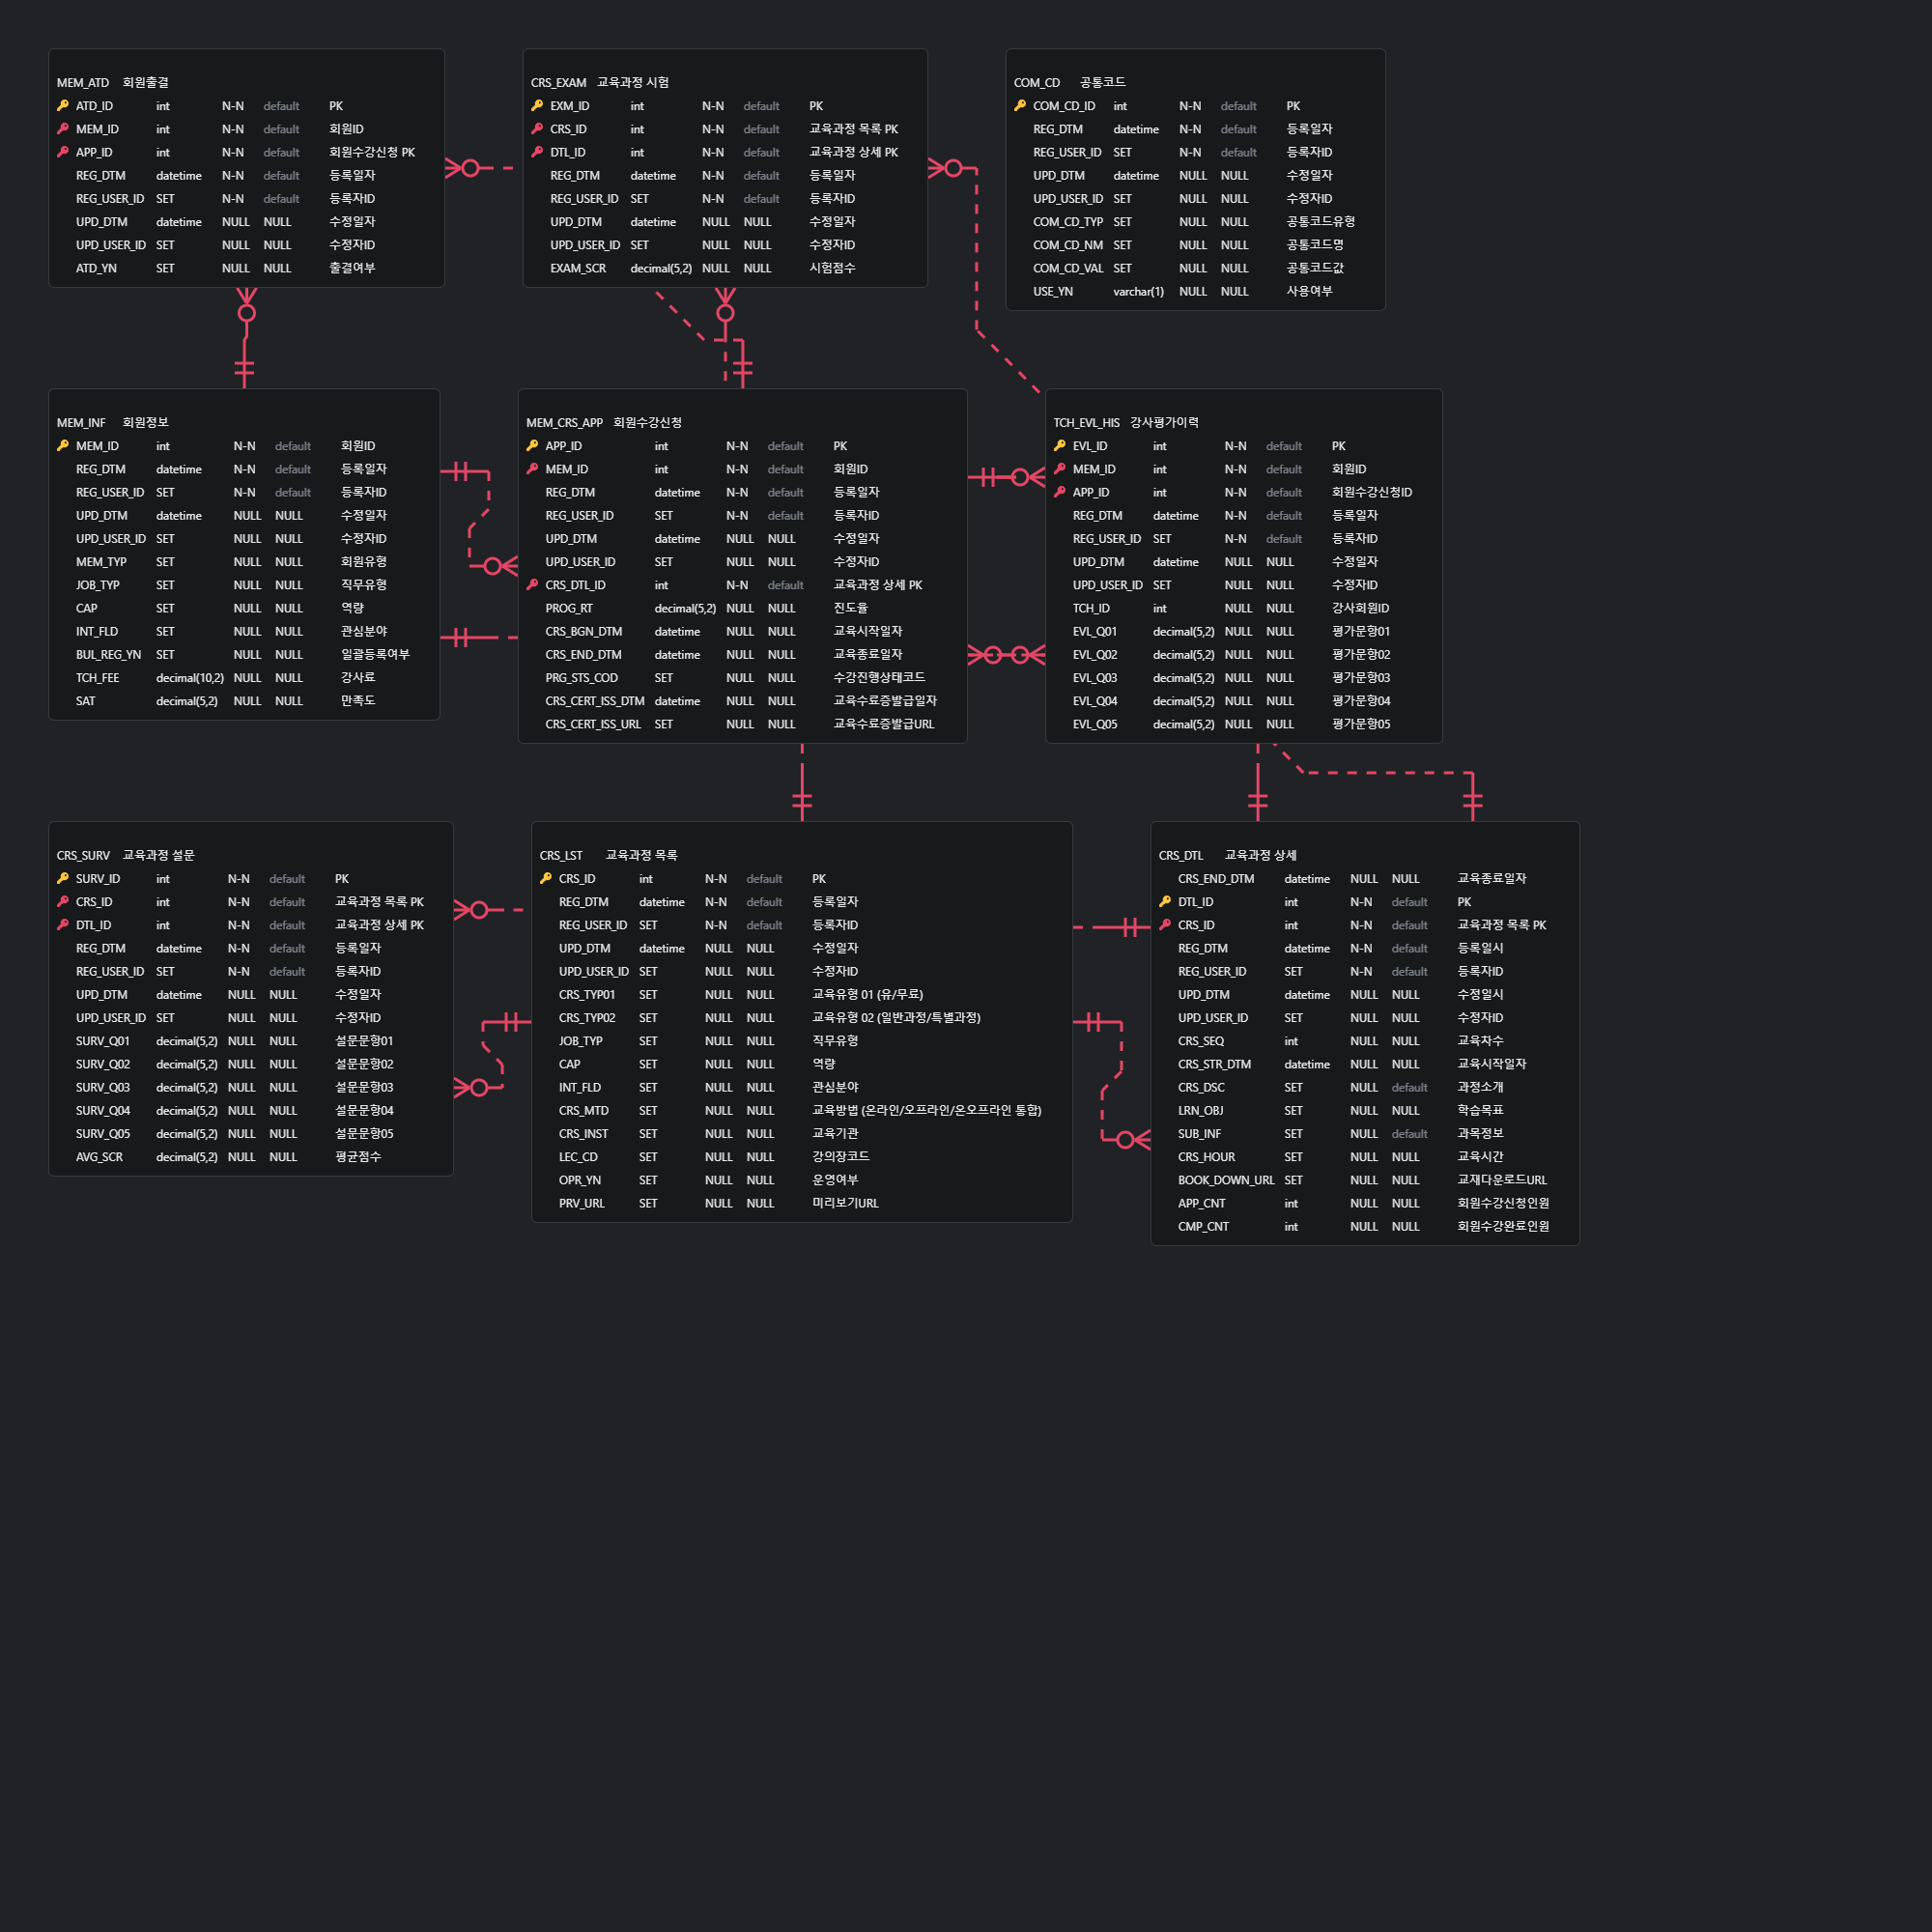 MEM_ATD 회원출결
ATD_ID int N-N default PK
MEM_ID int N-N default 회원ID
APP_ID int N-N default 회원수강신청 PK
REG_DTM datetime N-N default 등록일자
REG_USER_ID SET N-N default 등록자ID
UPD_DTM datetime NULL NULL 수정일자
UPD_USER_ID SET NULL NULL 수정자ID
ATD_YN SET NULL NULL 출결여부
CRS_EXAM 교육과정 시험
EXM_ID int N-N default PK
CRS_ID int N-N default 교육과정 목록 PK
DTL_ID int N-N default 교육과정 상세 PK
REG_DTM datetime N-N default 등록일자
REG_USER_ID SET N-N default 등록자ID
UPD_DTM datetime NULL NULL 수정일자
UPD_USER_ID SET NULL NULL 수정자ID
EXAM_SCR decimal(5,2) NULL NULL 시험점수
COM_CD 공통코드
COM_CD_ID int N-N default PK
REG_DTM datetime N-N default 등록일자
REG_USER_ID SET N-N default 등록자ID
UPD_DTM datetime NULL NULL 수정일자
UPD_USER_ID SET NULL NULL 수정자ID
COM_CD_TYP SET NULL NULL 공통코드유형
COM_CD_NM SET NULL NULL 공통코드명
COM_CD_VAL SET NULL NULL 공통코드값
USE_YN varchar(1) NULL NULL 사용여부
MEM_INF 회원정보
MEM_ID int N-N default 회원ID
REG_DTM datetime N-N default 등록일자
REG_USER_ID SET N-N default 등록자ID
UPD_DTM datetime NULL NULL 수정일자
UPD_USER_ID SET NULL NULL 수정자ID
MEM_TYP SET NULL NULL 회원유형
JOB_TYP SET NULL NULL 직무유형
CAP SET NULL NULL 역량
INT_FLD SET NULL NULL 관심분야
BUL_REG_YN SET NULL NULL 일괄등록여부
TCH_FEE decimal(10,2) NULL NULL 강사료
SAT decimal(5,2) NULL NULL 만족도
MEM_CRS_APP 회원수강신청
APP_ID int N-N default PK
MEM_ID int N-N default 회원ID
REG_DTM datetime N-N default 등록일자
REG_USER_ID SET N-N default 등록자ID
UPD_DTM datetime NULL NULL 수정일자
UPD_USER_ID SET NULL NULL 수정자ID
CRS_DTL_ID int N-N default 교육과정 상세 PK
PROG_RT decimal(5,2) NULL NULL 진도율
CRS_BGN_DTM datetime NULL NULL 교육시작일자
CRS_END_DTM datetime NULL NULL 교육종료일자
PRG_STS_COD SET NULL NULL 수강진행상태코드
CRS_CERT_ISS_DTM datetime NULL NULL 교육수료증발급일자
CRS_CERT_ISS_URL SET NULL NULL 교육수료증발급URL
TCH_EVL_HIS 강사평가이력
EVL_ID int N-N default PK
MEM_ID int N-N default 회원ID
APP_ID int N-N default 회원수강신청ID
REG_DTM datetime N-N default 등록일자
REG_USER_ID SET N-N default 등록자ID
UPD_DTM datetime NULL NULL 수정일자
UPD_USER_ID SET NULL NULL 수정자ID
TCH_ID int NULL NULL 강사회원ID
EVL_Q01 decimal(5,2) NULL NULL 평가문항01
EVL_Q02 decimal(5,2) NULL NULL 평가문항02
EVL_Q03 decimal(5,2) NULL NULL 평가문항03
EVL_Q04 decimal(5,2) NULL NULL 평가문항04
EVL_Q05 decimal(5,2) NULL NULL 평가문항05
CRS_SURV 교육과정 설문
SURV_ID int N-N default PK
CRS_ID int N-N default 교육과정 목록 PK
DTL_ID int N-N default 교육과정 상세 PK
REG_DTM datetime N-N default 등록일자
REG_USER_ID SET N-N default 등록자ID
UPD_DTM datetime NULL NULL 수정일자
UPD_USER_ID SET NULL NULL 수정자ID
SURV_Q01 decimal(5,2) NULL NULL 설문문항01
SURV_Q02 decimal(5,2) NULL NULL 설문문항02
SURV_Q03 decimal(5,2) NULL NULL 설문문항03
SURV_Q04 decimal(5,2) NULL NULL 설문문항04
SURV_Q05 decimal(5,2) NULL NULL 설문문항05
AVG_SCR decimal(5,2) NULL NULL 평균점수
CRS_LST 교육과정 목록
CRS_ID int N-N default PK
REG_DTM datetime N-N default 등록일자
REG_USER_ID SET N-N default 등록자ID
UPD_DTM datetime NULL NULL 수정일자
UPD_USER_ID SET NULL NULL 수정자ID
CRS_TYP01 SET NULL NULL 교육유형 01 (유/무료)
CRS_TYP02 SET NULL NULL 교육유형 02 (일반과정/특별과정)
JOB_TYP SET NULL NULL 직무유형
CAP SET NULL NULL 역량
INT_FLD SET NULL NULL 관심분야
CRS_MTD SET NULL NULL 교육방법 (온라인/오프라인/온오프라인 통합)
CRS_INST SET NULL NULL 교육기관
LEC_CD SET NULL NULL 강의장코드
OPR_YN SET NULL NULL 운영여부
PRV_URL SET NULL NULL 미리보기URL
CRS_DTL 교육과정 상세
CRS_END_DTM datetime NULL NULL 교육종료일자
DTL_ID int N-N default PK
CRS_ID int N-N default 교육과정 목록 PK
REG_DTM datetime N-N default 등록일시
REG_USER_ID SET N-N default 등록자ID
UPD_DTM datetime NULL NULL 수정일시
UPD_USER_ID SET NULL NULL 수정자ID
CRS_SEQ int NULL NULL 교육차수
CRS_STR_DTM datetime NULL NULL 교육시작일자
CRS_DSC SET NULL default 과정소개
LRN_OBJ SET NULL NULL 학습목표
SUB_INF SET NULL default 과목정보
CRS_HOUR SET NULL NULL 교육시간
BOOK_DOWN_URL SET NULL NULL 교재다운로드URL
APP_CNT int NULL NULL 회원수강신청인원
CMP_CNT int NULL NULL 회원수강완료인원